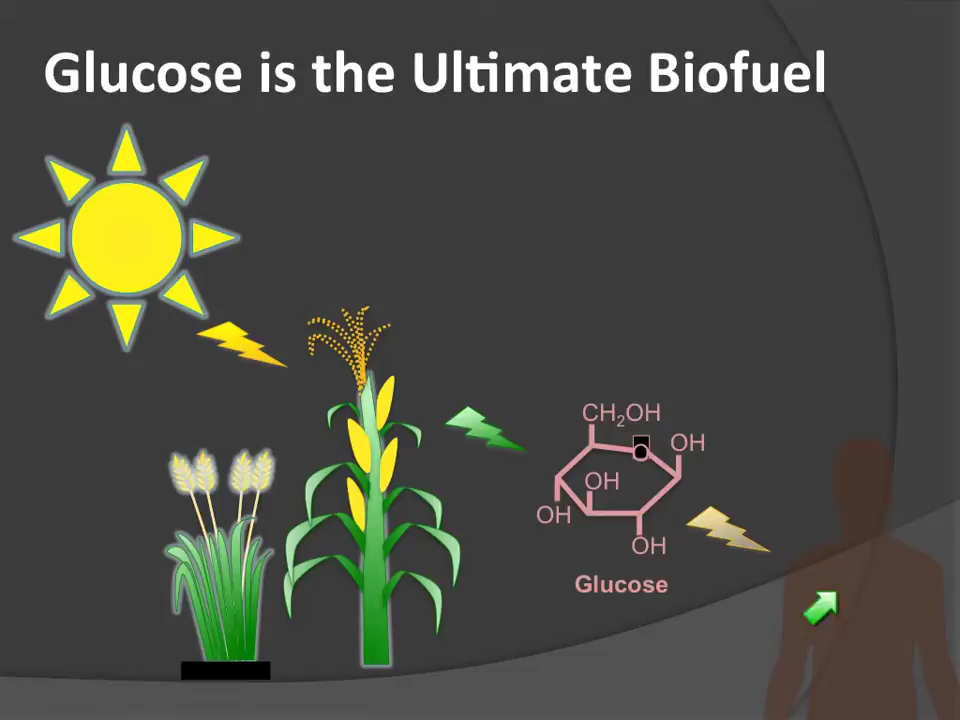 Glucose is the Ultimate Biofuel
CH₂OH
O
OH
OH
OH
OH
Glucose